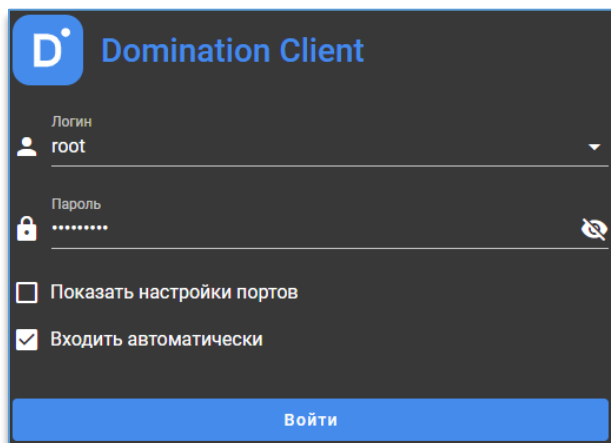 D
Domination Client
Логин
root
Пароль
•••••••••
Показать настройки портов
Входить автоматически
Войти